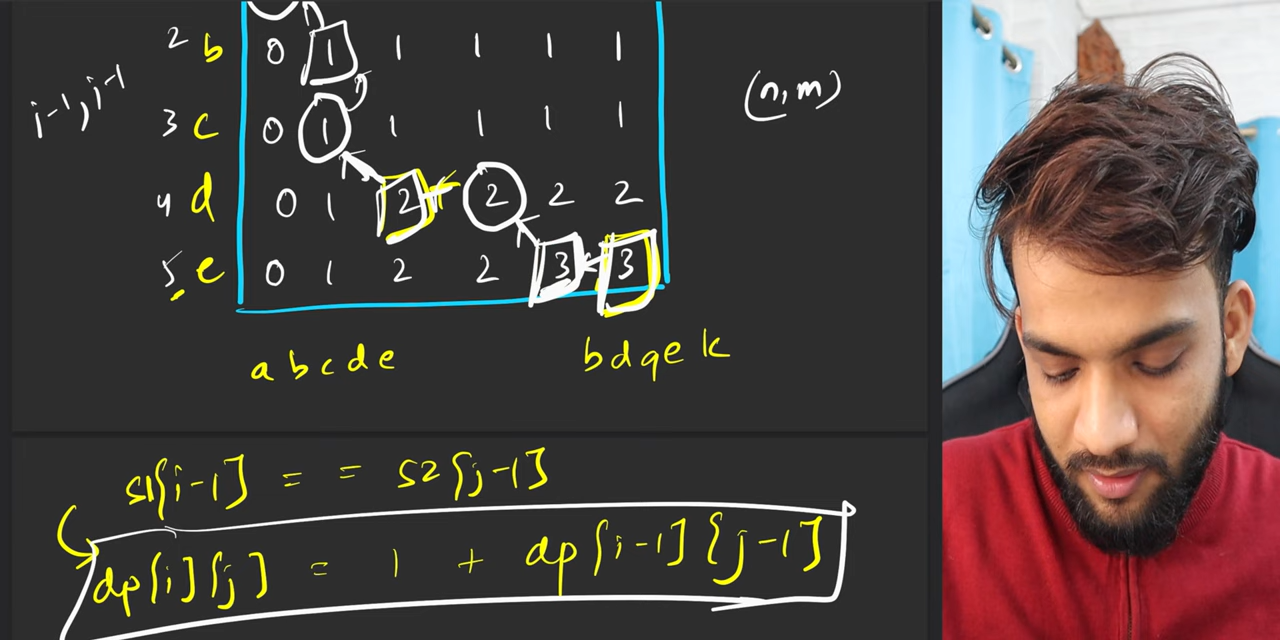 2 b 0 1 1 1 1 1
i-1, j-1
(n,m)
3 c 0 1 1 1 1 1
4 d 0 1 2 2 2 2
5 e 0 1 2 2 3 3
a b c d e b d q e k
s1[i-1] = = s2[j-1]
dp[i][j] = 1 + dp[i-1][j-1]